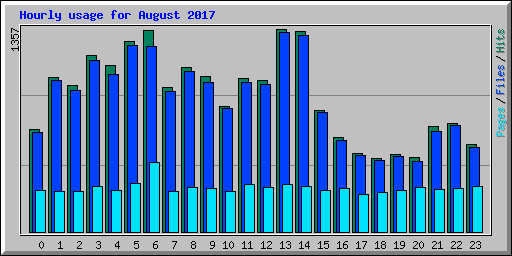 Hourly usage for August 2017
1357
Pages / Files / Hits
0 1 2 3 4 5 6 7 8 9 10 11 12 13 14 15 16 17 18 19 20 21 22 23